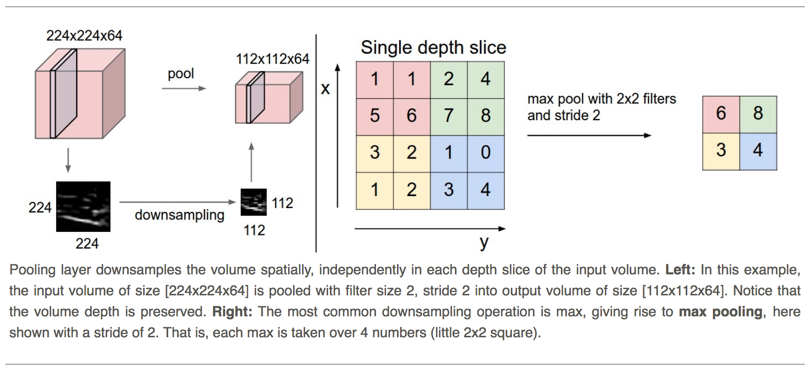 224x224x64
pool
112x112x64
224
224
downsampling
112
112
Single depth slice
x
1 1 2 4
5 6 7 8
3 2 1 0
1 2 3 4
y
max pool with 2x2 filters
and stride 2
6 8
3 4
Pooling layer downsamples the volume spatially, independently in each depth slice of the input volume. Left: In this example,
the input volume of size [224x224x64] is pooled with filter size 2, stride 2 into output volume of size [112x112x64]. Notice that
the volume depth is preserved. Right: The most common downsampling operation is max, giving rise to max pooling, here
shown with a stride of 2. That is, each max is taken over 4 numbers (little 2x2 square).